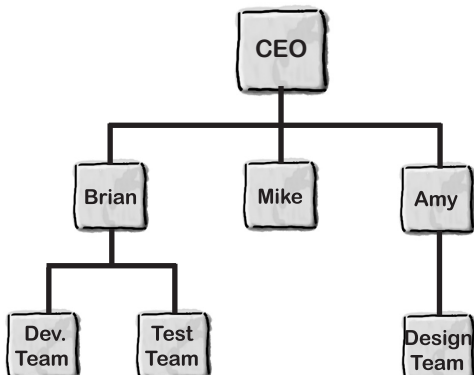 CEO
Brian
Mike
Amy
Dev.
Team
Test
Team
Design
Team